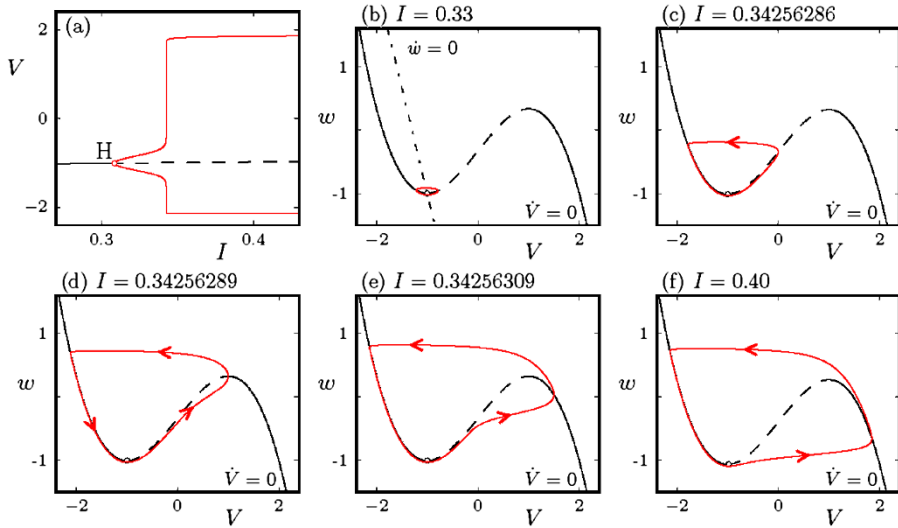 (a)
V
2
0
−2
H
0.3
I
0.4
(b) I = 0.33
w
1
-1
ẇ = 0
V̇ = 0
−2
0
V
2
(c) I = 0.34256286
w
1
-1
V̇ = 0
−2
0
V
2
(d) I = 0.34256289
w
1
-1
V̇ = 0
−2
0
V
2
(e) I = 0.34256309
w
1
-1
V̇ = 0
−2
0
V
2
(f) I = 0.40
w
1
-1
V̇ = 0
−2
0
V
2